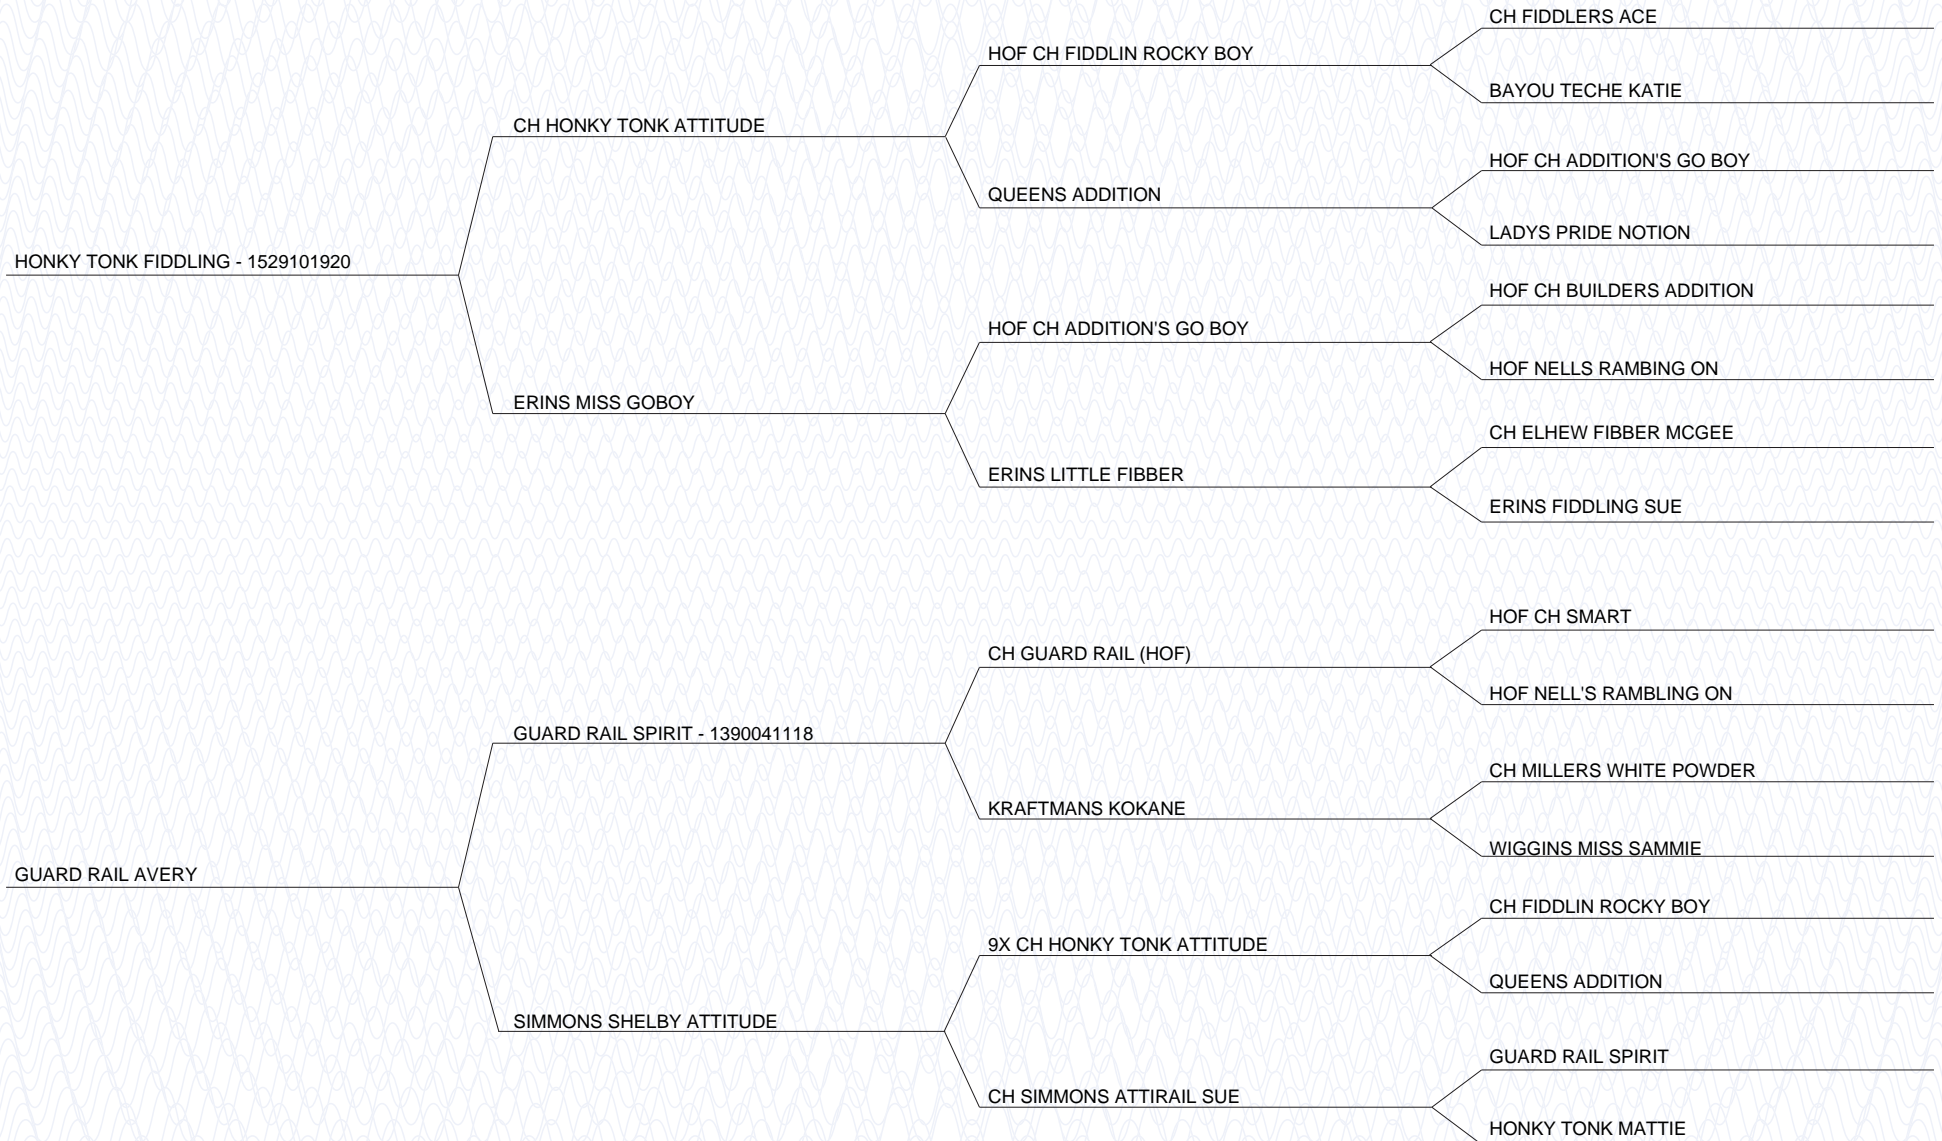 CH FIDDLERS ACE
HOF CH FIDDLIN ROCKY BOY
BAYOU TECHE KATIE
CH HONKY TONK ATTITUDE
HOF CH ADDITION'S GO BOY
QUEENS ADDITION
LADYS PRIDE NOTION
HONKY TONK FIDDLING - 1529101920
HOF CH BUILDERS ADDITION
HOF CH ADDITION'S GO BOY
HOF NELLS RAMBING ON
ERINS MISS GOBOY
CH ELHEW FIBBER MCGEE
ERINS LITTLE FIBBER
ERINS FIDDLING SUE
HOF CH SMART
CH GUARD RAIL (HOF)
HOF NELL'S RAMBLING ON
GUARD RAIL SPIRIT - 1390041118
CH MILLERS WHITE POWDER
KRAFTMANS KOKANE
WIGGINS MISS SAMMIE
GUARD RAIL AVERY
CH FIDDLIN ROCKY BOY
9X CH HONKY TONK ATTITUDE
QUEENS ADDITION
SIMMONS SHELBY ATTITUDE
GUARD RAIL SPIRIT
CH SIMMONS ATTIRAIL SUE
HONKY TONK MATTIE